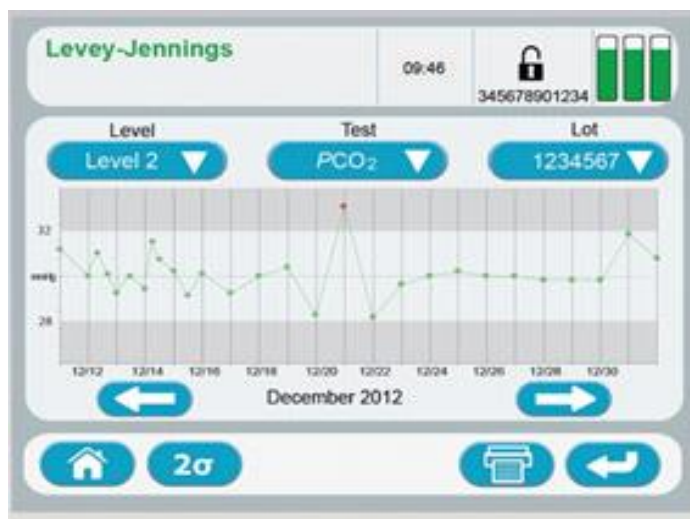 Levey-Jennings
09:46
345678901234
Level Test Lot
Level 2 PCO2 1234567
32
mmHg
28
12/12 12/14 12/16 12/18 12/20 12/22 12/24 12/26 12/28 12/30
December 2012
2σ